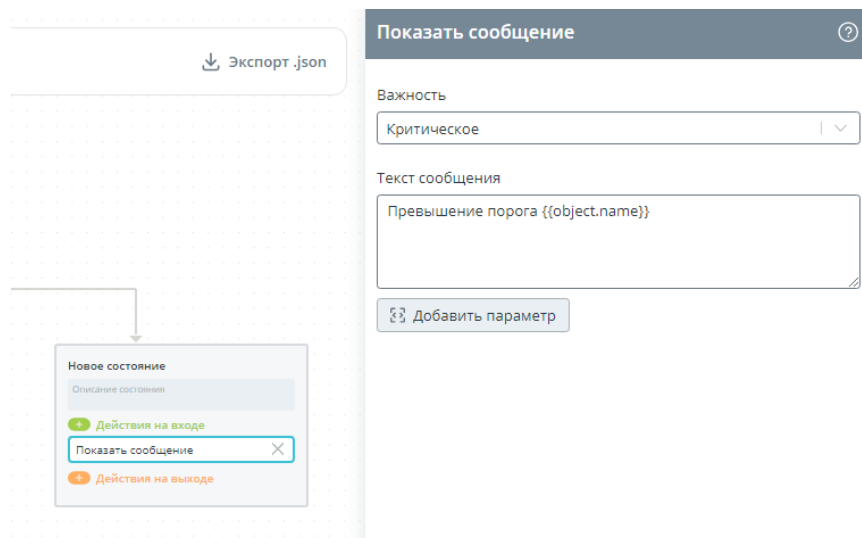 Экспорт .json
Показать сообщение
Важность
Критическое
Текст сообщения
Превышение порога {{object.name}}
Добавить параметр
Новое состояние
Описание состояния
Действия на входе
Показать сообщение
Действия на выходе